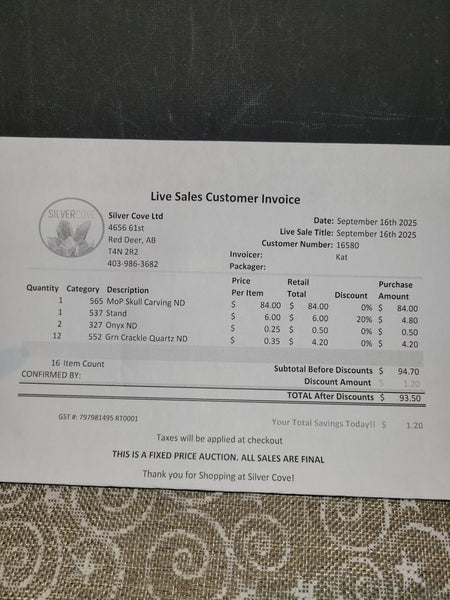 Live Sales Customer Invoice
SILVERCOVE
Silver Cove Ltd
4656 61st
Red Deer, AB
T4N 2R2
403-986-3682
Date: September 16th 2025
Live Sale Title: September 16th 2025
Customer Number: 16580
Invoicer: Kat
Packager:
Quantity Category Description Price Per Item Retail Total Discount Purchase Amount
1 565 MoP Skull Carving ND $ 84.00 $ 84.00 0% $ 84.00
1 537 Stand $ 6.00 $ 6.00 20% $ 4.80
2 327 Onyx ND $ 0.25 $ 0.50 0% $ 0.50
12 552 Grn Crackle Quartz ND $ 0.35 $ 4.20 0% $ 4.20
16 Item Count
Subtotal Before Discounts $ 94.70
CONFIRMED BY:
Discount Amount $ 1.20
TOTAL After Discounts $ 93.50
GST #: 797981495 RT0001
Your Total Savings Today!! $ 1.20
Taxes will be applied at checkout
THIS IS A FIXED PRICE AUCTION. ALL SALES ARE FINAL
Thank you for Shopping at Silver Cove!